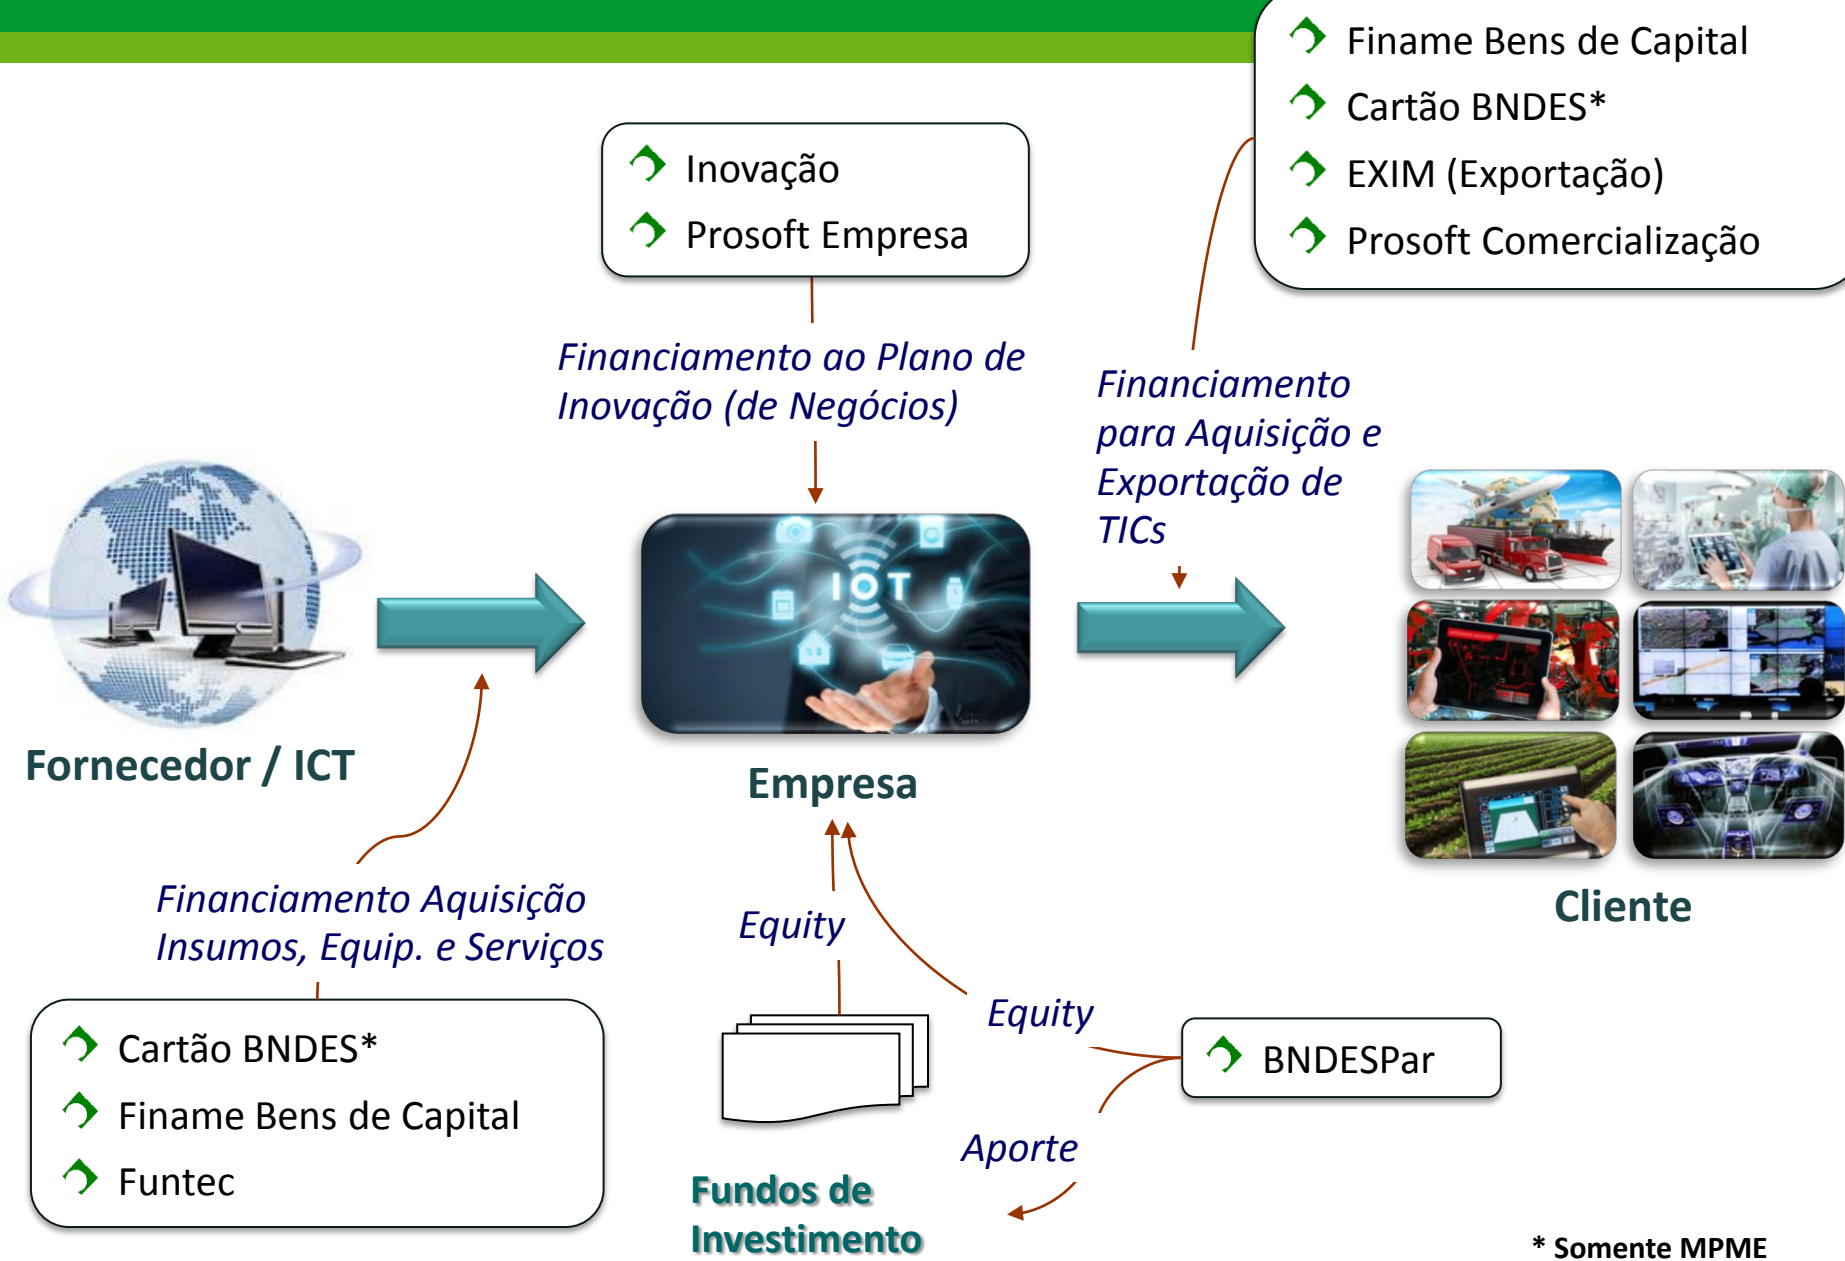 Finame Bens de Capital
Cartão BNDES*
EXIM (Exportação)
Prosoft Comercialização
Inovação
Prosoft Empresa
Financiamento ao Plano de
Inovação (de Negócios)
Financiamento
para Aquisição e
Exportação de
TICs
IOT
Fornecedor / ICT
Empresa
Cliente
Financiamento Aquisição
Insumos, Equip. e Serviços
Cartão BNDES*
Finame Bens de Capital
Funtec
Equity
Equity
BNDESPar
Aporte
Fundos de
Investimento
* Somente MPME